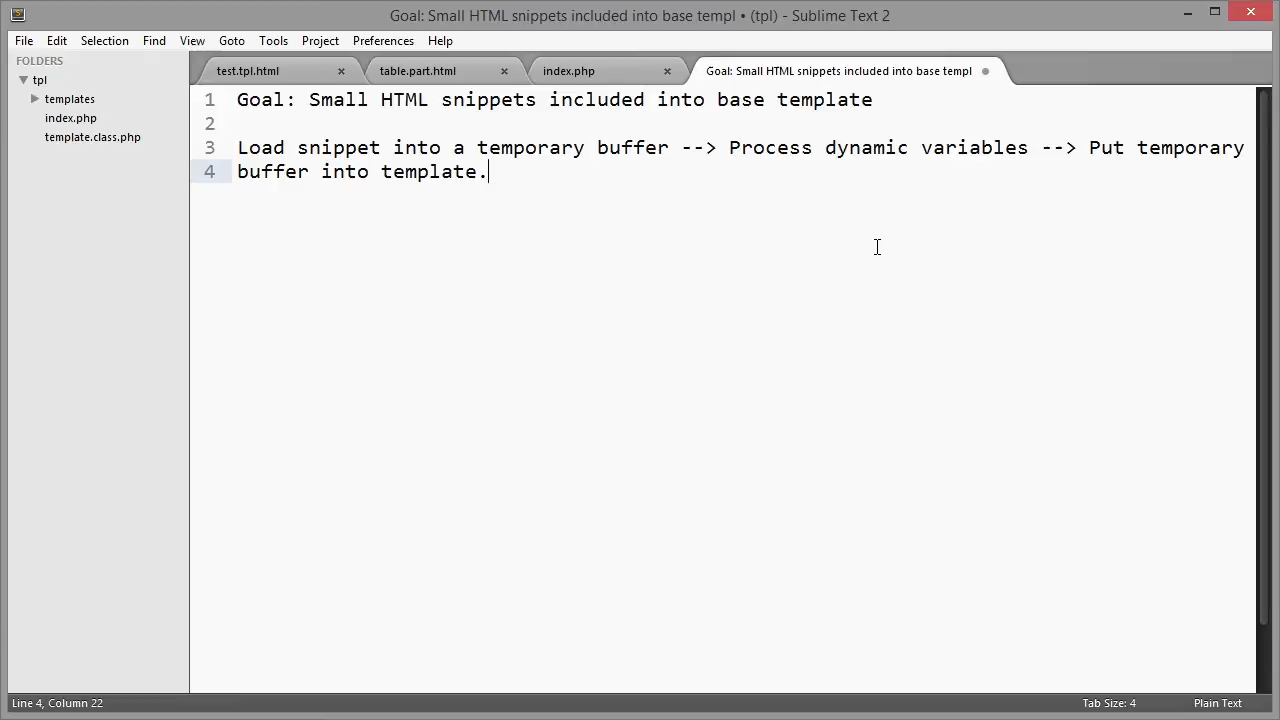 Goal: Small HTML snippets included into base templ • (tpl) - Sublime Text 2
File Edit Selection Find View Goto Tools Project Preferences Help
FOLDERS
tpl
templates
index.php
template.class.php
test.tpl.html × table.part.html × index.php × Goal: Small HTML snippets included into base templ
1 Goal: Small HTML snippets included into base template
2
3 Load snippet into a temporary buffer --> Process dynamic variables --> Put temporary
4 buffer into template.
Line 4, Column 22 Tab Size: 4 Plain Text